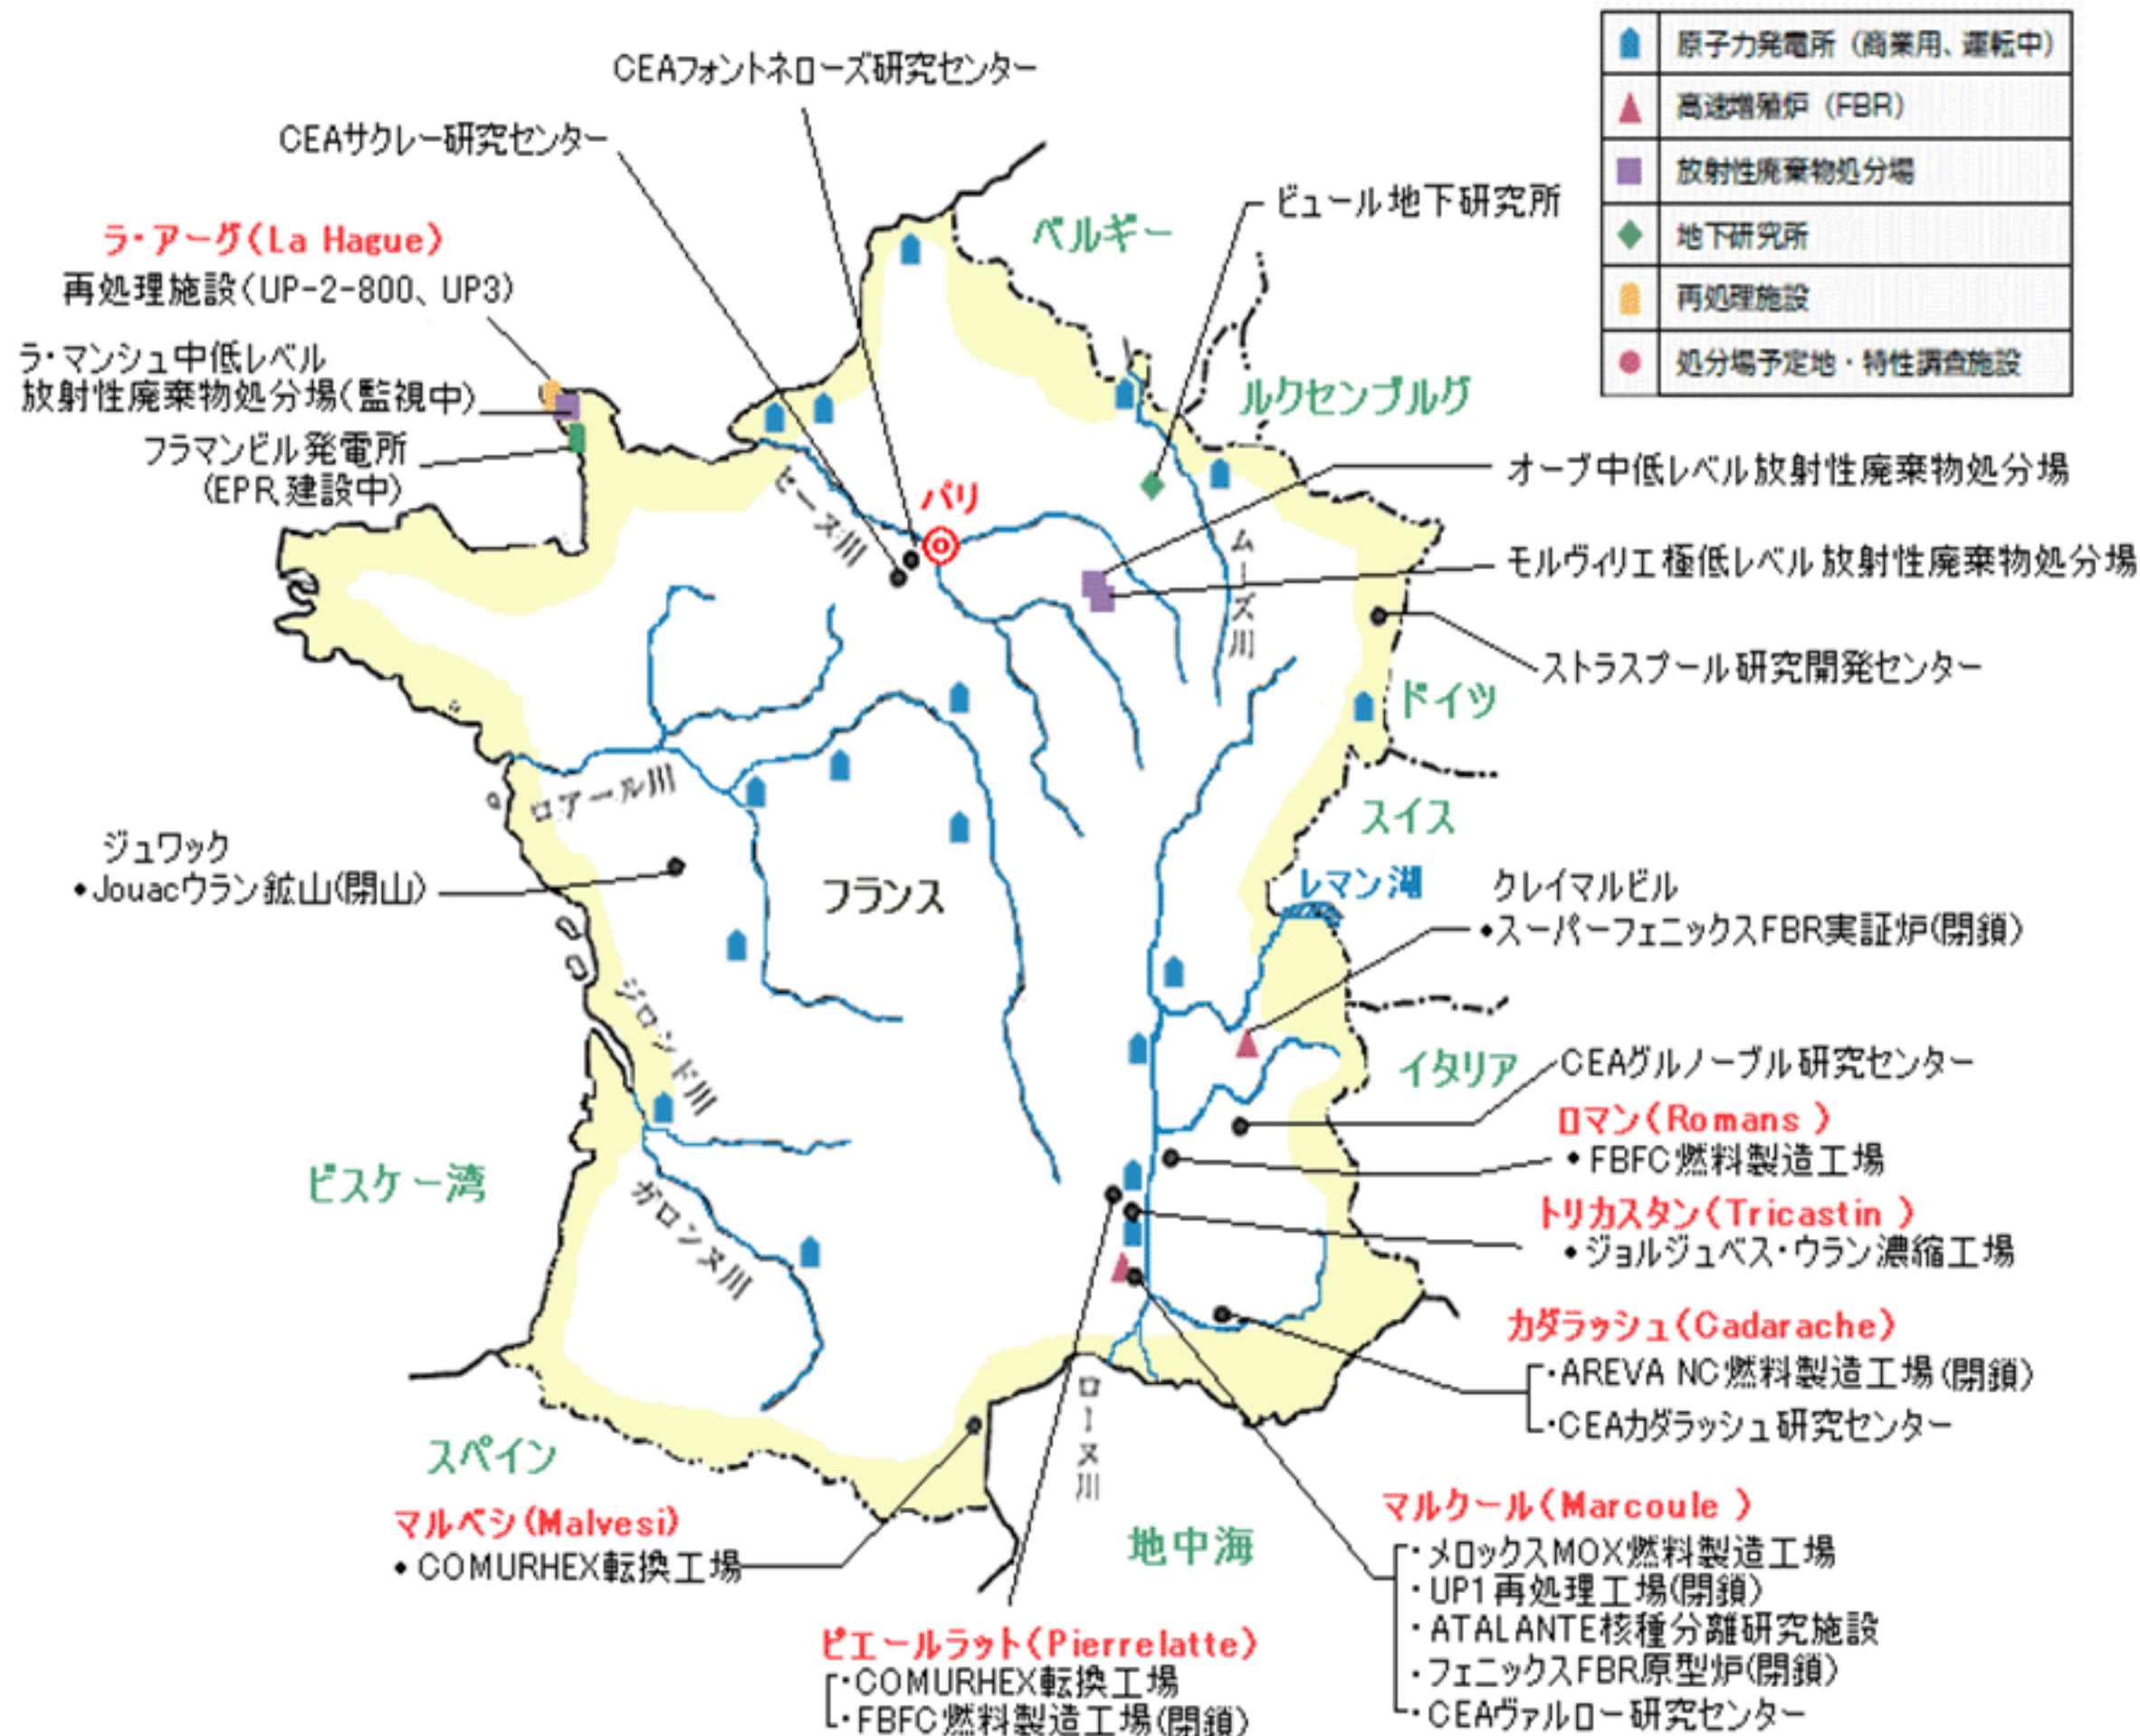 原子力発電所（商業用、運転中）
高速増殖炉（FBR）
放射性廃棄物処分場
地下研究所
再処理施設
処分場予定地・特性調査施設
CEAフォントネローズ研究センター
CEAサクレー研究センター
ビュール地下研究所
ベルギー
ラ・アーグ（La Hague）
再処理施設（UP-2-800、UP3）
ラ・マンシュ中低レベル
放射性廃棄物処分場（監視中）
フラマンビル発電所
（EPR建設中）
ルクセンブルグ
オーブ中低レベル放射性廃棄物処分場
モルヴィリエ極低レベル放射性廃棄物処分場
ストラスブール研究開発センター
パリ
セーヌ川
ムーズ川
ドイツ
スイス
レマン湖
ロアール川
ジュワック
・Jouacウラン鉱山(閉山)
フランス
クレイマルビル
・スーパーフェニックスFBR実証炉(閉鎖)
イタリア
CEAグルノーブル研究センター
ロマン（Romans ）
・FBFC燃料製造工場
トリカスタン（Tricastin ）
・ジョルジュベス・ウラン濃縮工場
カダラッシュ（Cadarache）
・AREVA NC燃料製造工場(閉鎖)
・CEAカダラッシュ研究センター
ジロンド川
ビスケー湾
ガロンヌ川
ローヌ川
スペイン
地中海
マルベシ(Malvesi)
・COMURHEX転換工場
ピエールラット（Pierrelatte）
・COMURHEX転換工場
・FBFC燃料製造工場(閉鎖)
マルクール（Marcoule ）
・メロックスMOX燃料製造工場
・UP1再処理工場(閉鎖)
・ATALANTE核種分離研究施設
・フェニックスFBR原型炉(閉鎖)
・CEAヴァルロー研究センター